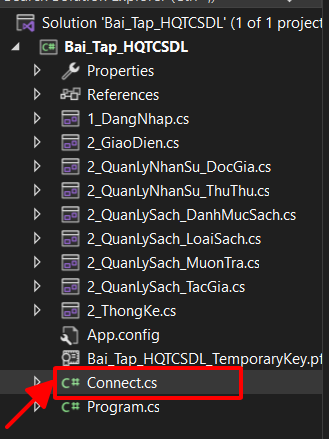 Solution 'Bai_Tap_HQTCSDL' (1 of 1 project
Bai_Tap_HQTCSDL
Properties
References
1_DangNhap.cs
2_GiaoDien.cs
2_QuanLyNhanSu_DocGia.cs
2_QuanLyNhanSu_ThuThu.cs
2_QuanLySach_DanhMucSach.cs
2_QuanLySach_LoaiSach.cs
2_QuanLySach_MuonTra.cs
2_QuanLySach_TacGia.cs
2_ThongKe.cs
App.config
Bai_Tap_HQTCSDL_TemporaryKey.pf
C# Connect.cs
C# Program.cs